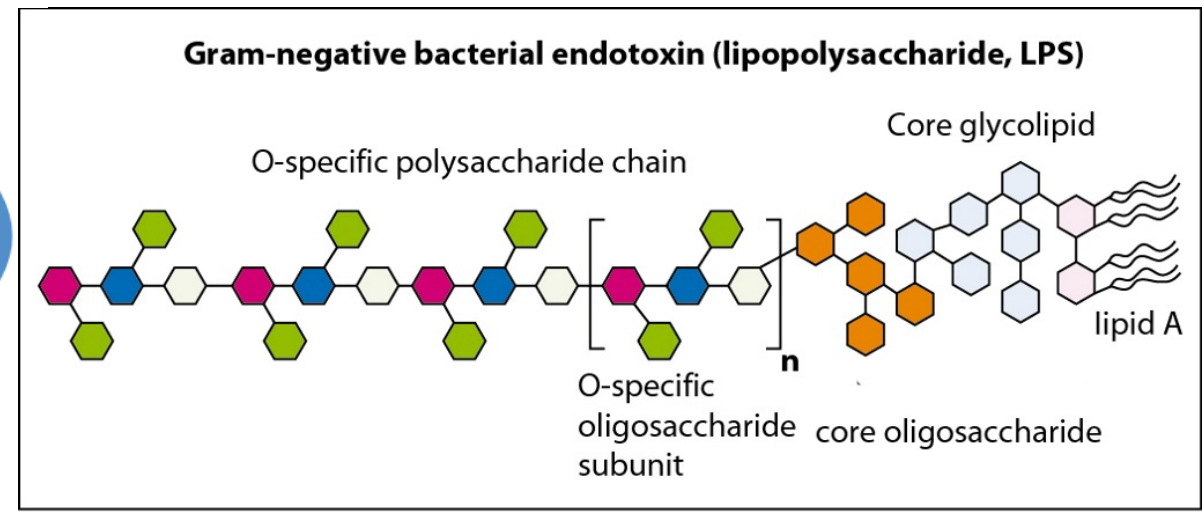 Gram-negative bacterial endotoxin (lipopolysaccharide, LPS)
Core glycolipid
O-specific polysaccharide chain
lipid A
n
O-specific
oligosaccharide
subunit
core oligosaccharide